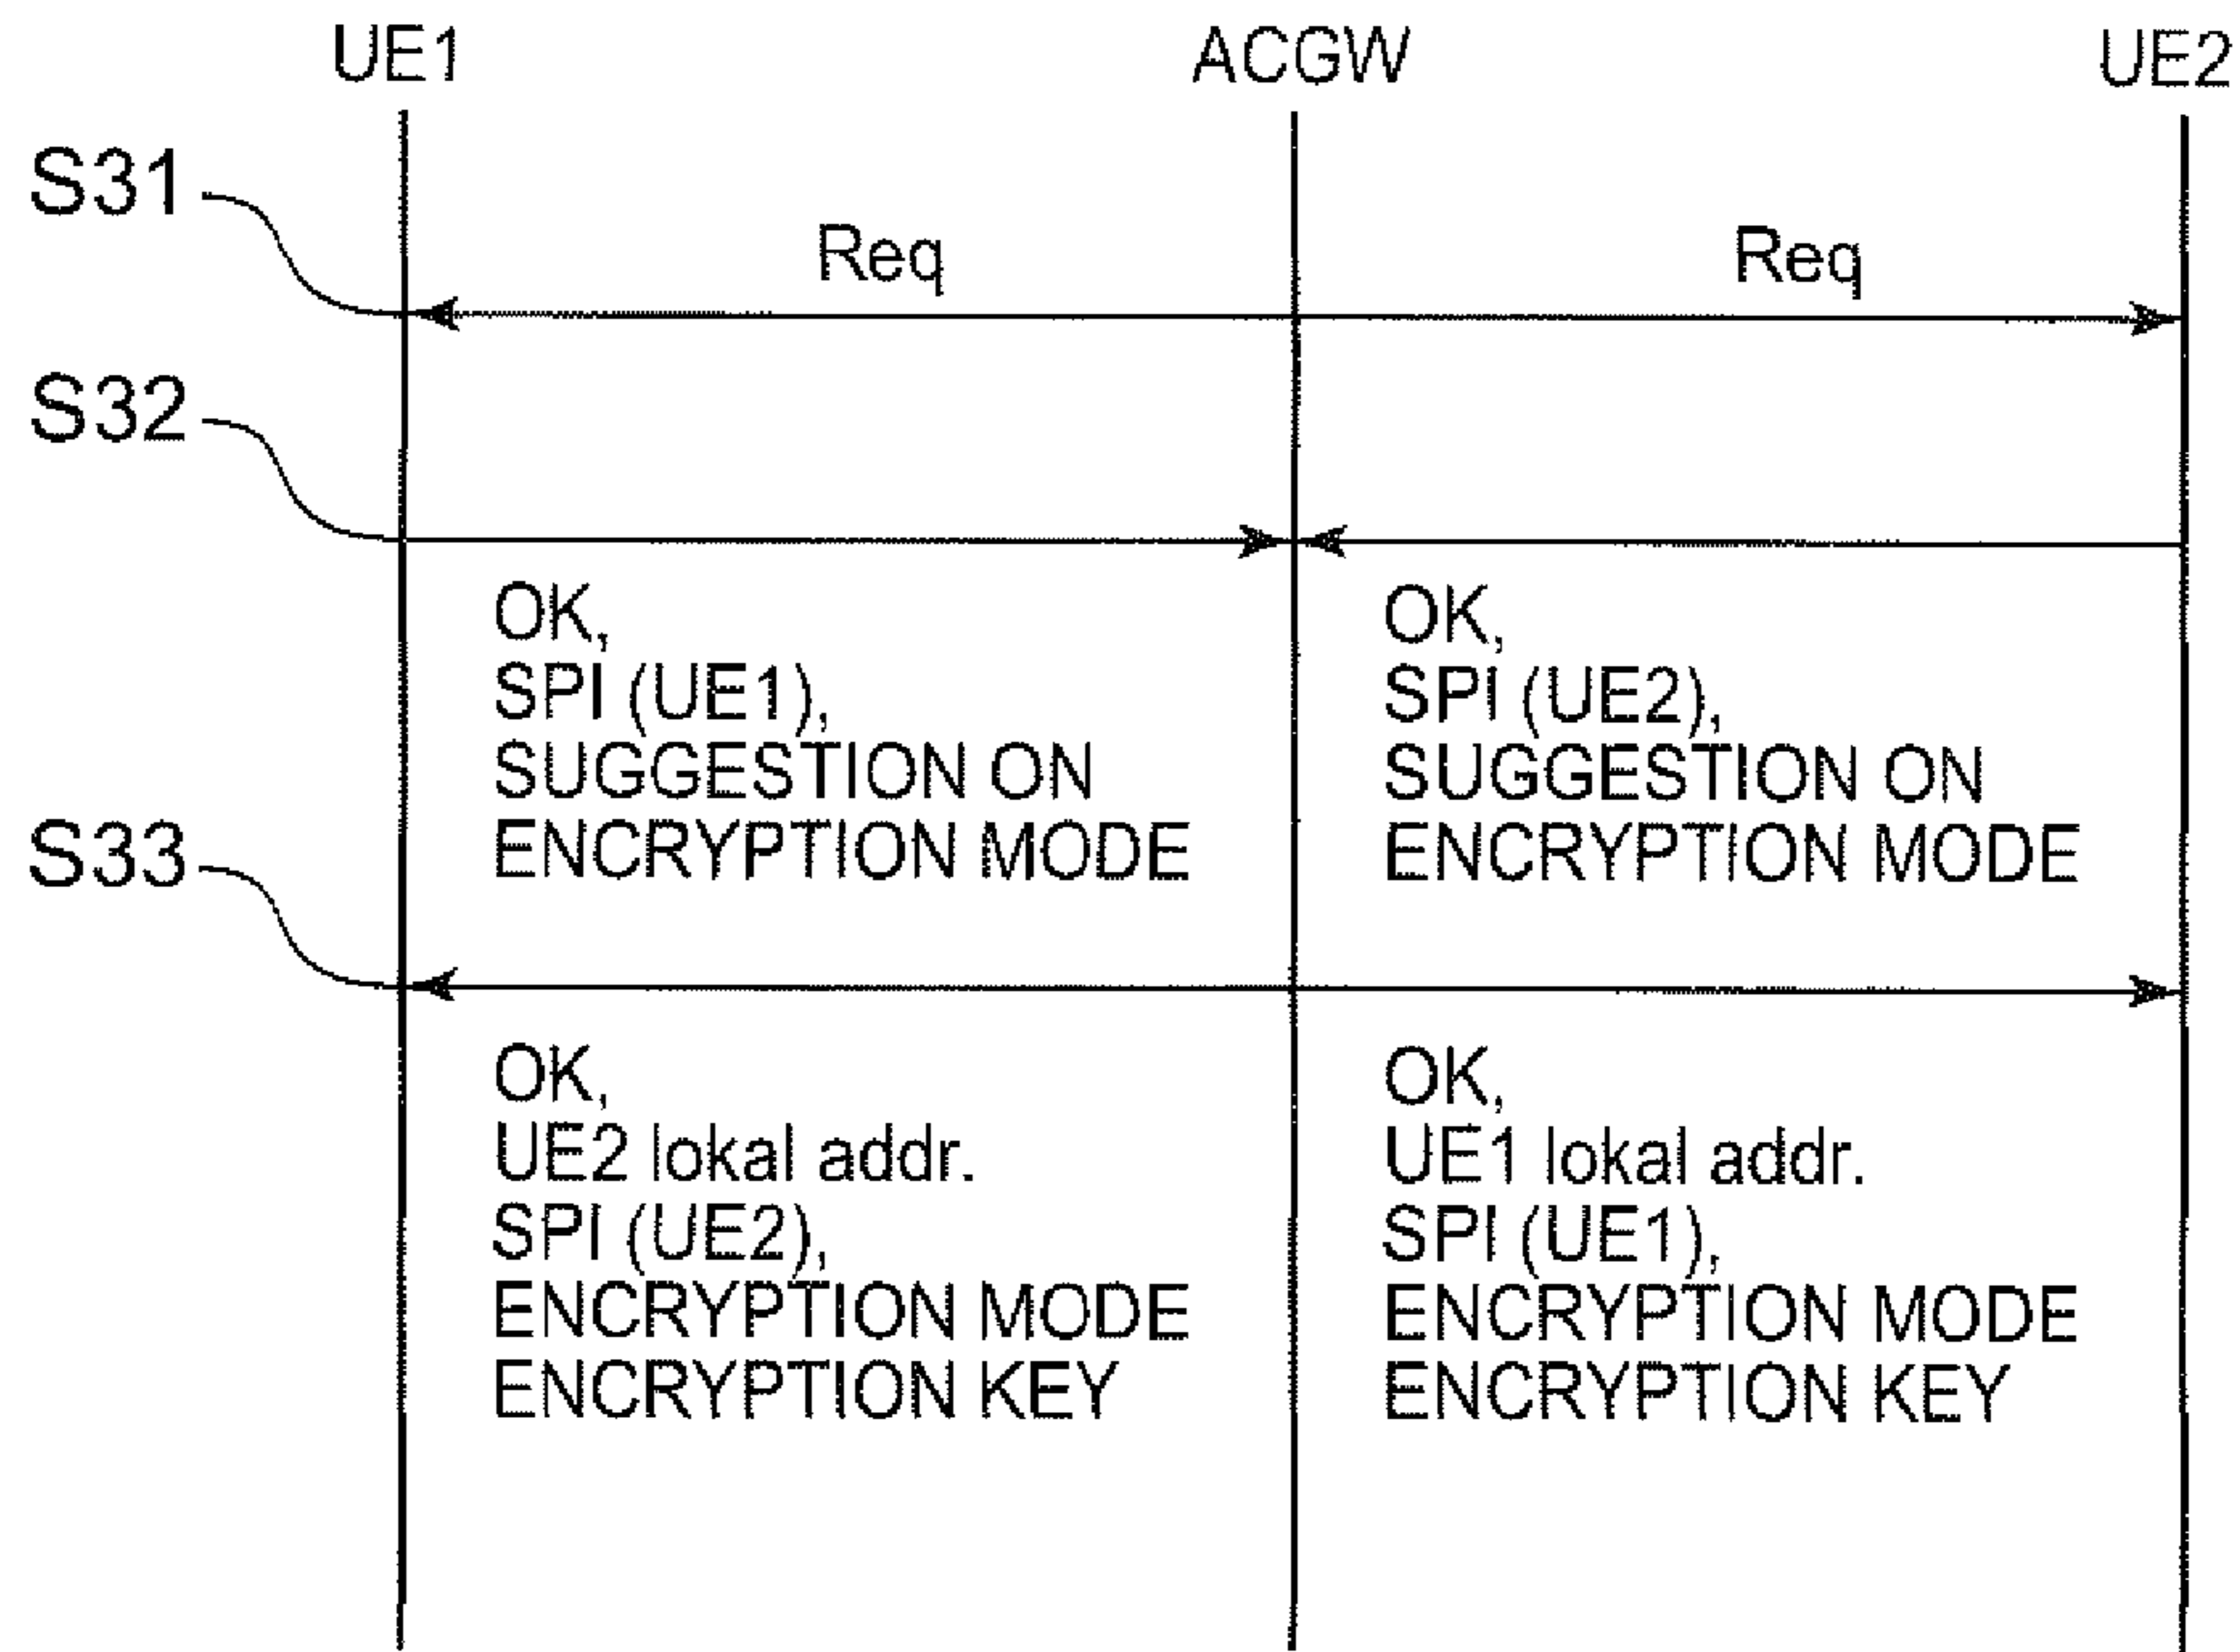 UE1 ACGW UE2
S31
Req Req
S32
OK,
SPI (UE1),
SUGGESTION ON
ENCRYPTION MODE
OK,
SPI (UE2),
SUGGESTION ON
ENCRYPTION MODE
S33
OK,
UE2 lokal addr.
SPI (UE2),
ENCRYPTION MODE
ENCRYPTION KEY
OK,
UE1 lokal addr.
SPI (UE1),
ENCRYPTION MODE
ENCRYPTION KEY